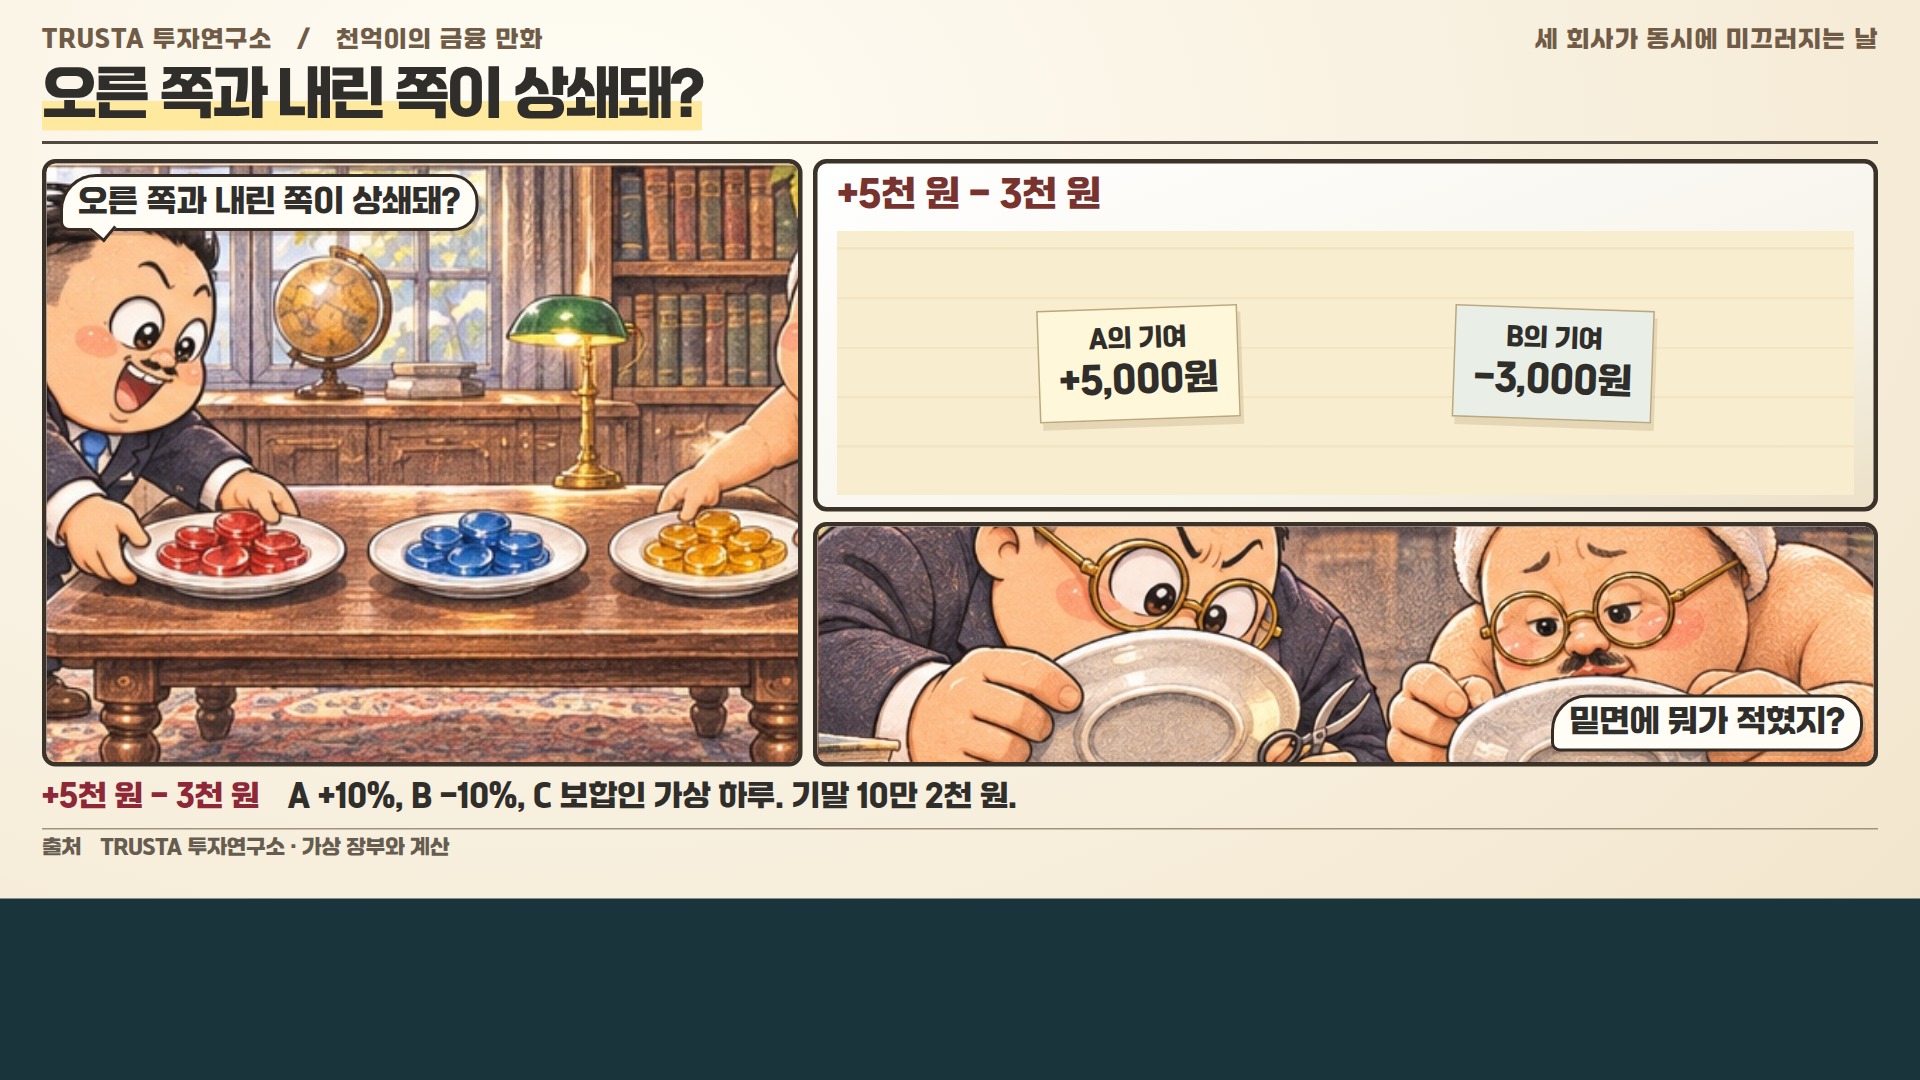 TRUSTA 투자연구소 / 천억이의 금융 만화
세 회사가 동시에 미끄러지는 날
오른 쪽과 내린 쪽이 상쇄돼?
오른 쪽과 내린 쪽이 상쇄돼?
+5천 원 − 3천 원
A의 기여
+5,000원
B의 기여
−3,000원
밑면에 뭐가 적혔지?
+5천 원 − 3천 원 A +10%, B −10%, C 보합인 가상 하루. 기말 10만 2천 원.
출처 TRUSTA 투자연구소 · 가상 장부와 계산